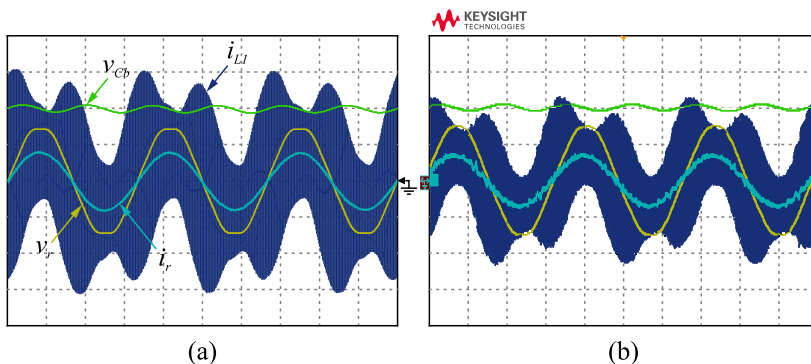 KEYSIGHT
TECHNOLOGIES
v_Cb
i_L1
v_r
i_r
(a)
(b)